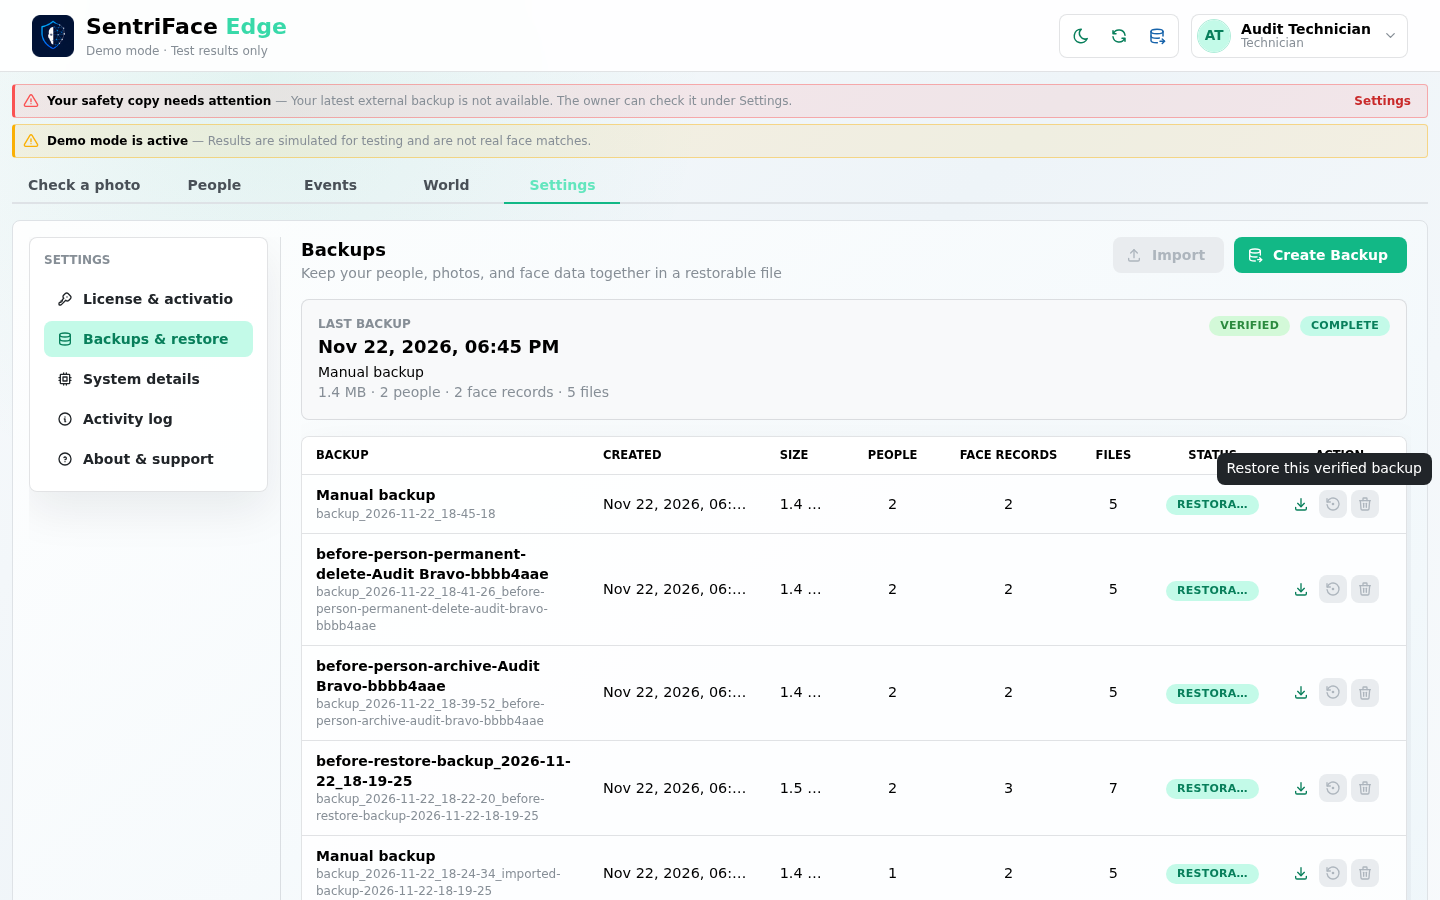 SentriFace Edge
Demo mode · Test results only
AT
Audit Technician
Technician
Your safety copy needs attention — Your latest external backup is not available. The owner can check it under Settings.
Settings
Demo mode is active — Results are simulated for testing and are not real face matches.
Check a photo
People
Events
World
Settings
SETTINGS
License & activatio
Backups & restore
System details
Activity log
About & support
Backups
Keep your people, photos, and face data together in a restorable file
Import
Create Backup
LAST BACKUP
VERIFIED
COMPLETE
Nov 22, 2026, 06:45 PM
Manual backup
1.4 MB · 2 people · 2 face records · 5 files
BACKUP CREATED SIZE PEOPLE FACE RECORDS FILES
Restore this verified backup
Manual backup
backup_2026-11-22_18-45-18
Nov 22, 2026, 06:... 1.4 ... 2 2 5 RESTORA...
before-person-permanent-
delete-Audit Bravo-bbbb4aae
backup_2026-11-22_18-41-26_before-
person-permanent-delete-audit-bravo-
bbbb4aae
Nov 22, 2026, 06:... 1.4 ... 2 2 5 RESTORA...
before-person-archive-Audit
Bravo-bbbb4aae
backup_2026-11-22_18-39-52_before-
person-archive-audit-bravo-bbbb4aae
Nov 22, 2026, 06:... 1.4 ... 2 2 5 RESTORA...
before-restore-backup_2026-11-
22_18-19-25
backup_2026-11-22_18-22-20_before-
restore-backup-2026-11-22-18-19-25
Nov 22, 2026, 06:... 1.5 ... 2 3 7 RESTORA...
Manual backup
backup_2026-11-22_18-24-34_imported-
backup-2026-11-22-18-19-25
Nov 22, 2026, 06:... 1.4 ... 1 2 5 RESTORA...